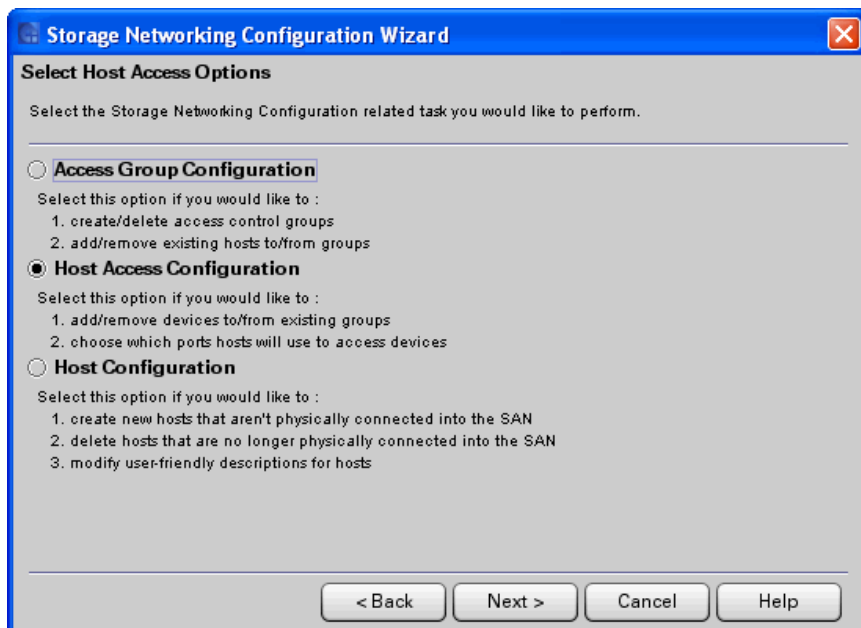 Storage Networking Configuration Wizard
Select Host Access Options
Select the Storage Networking Configuration related task you would like to perform.
Access Group Configuration
Select this option if you would like to :
1. create/delete access control groups
2. add/remove existing hosts to/from groups
Host Access Configuration
Select this option if you would like to :
1. add/remove devices to/from existing groups
2. choose which ports hosts will use to access devices
Host Configuration
Select this option if you would like to :
1. create new hosts that aren't physically connected into the SAN
2. delete hosts that are no longer physically connected into the SAN
3. modify user-friendly descriptions for hosts
< Back Next > Cancel Help